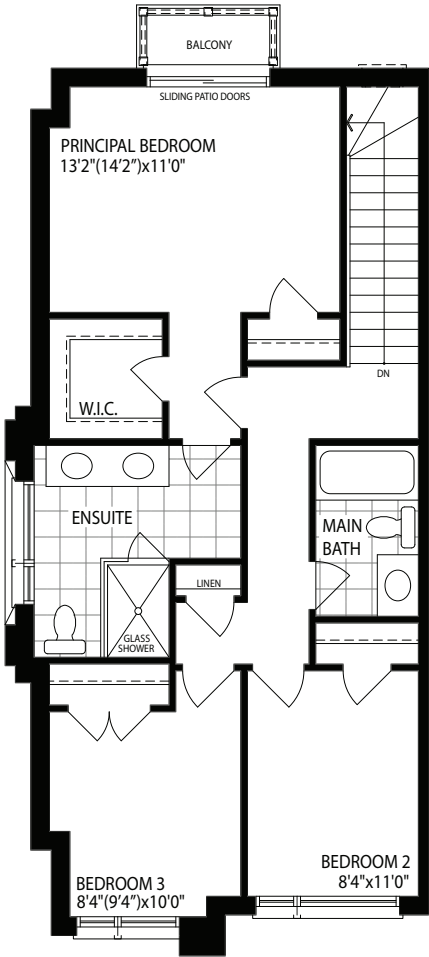 BALCONY
SLIDING PATIO DOORS
PRINCIPAL BEDROOM
13'2"(14'2")x11'0"
DN
W.I.C.
ENSUITE
MAIN
BATH
LINEN
GLASS
SHOWER
BEDROOM 2
8'4"x11'0"
BEDROOM 3
8'4"(9'4")x10'0"